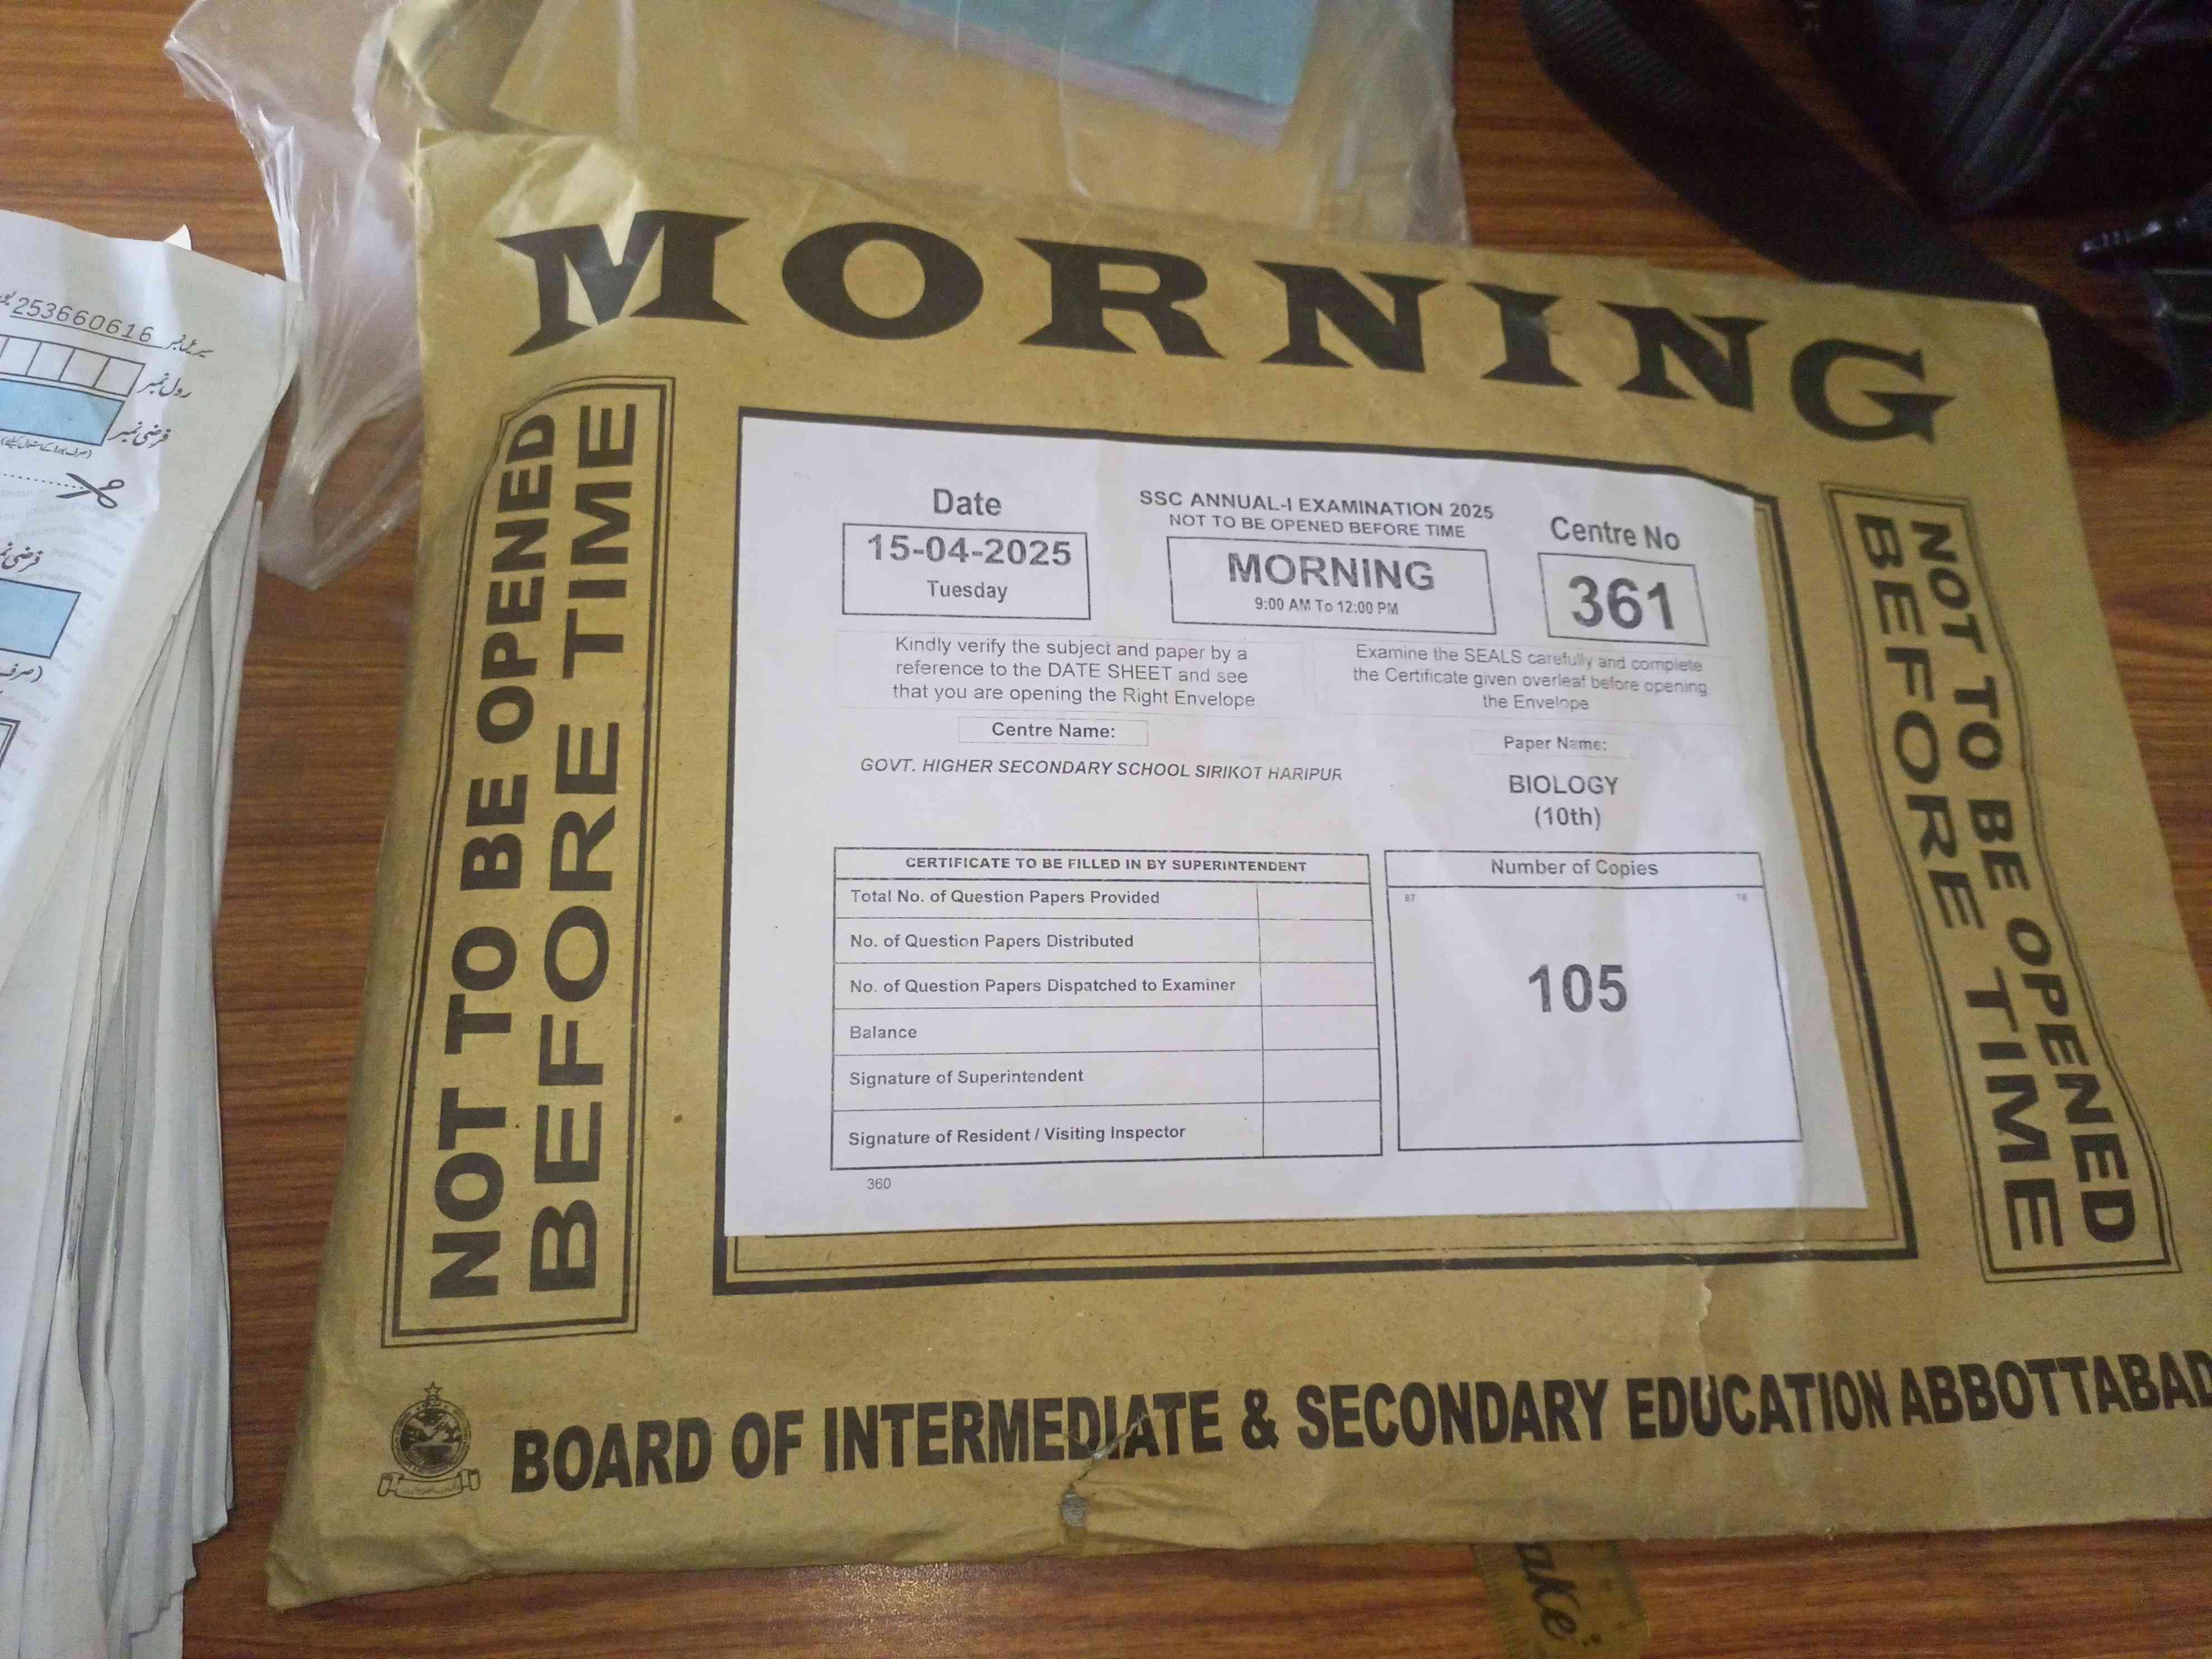 MORNING
NOT TO BE OPENED
BEFORE TIME
Date
15-04-2025
Tuesday
SSC ANNUAL-I EXAMINATION 2025
NOT TO BE OPENED BEFORE TIME
MORNING
9:00 AM To 12:00 PM
Centre No
361
Kindly verify the subject and paper by a
reference to the DATE SHEET and see
that you are opening the Right Envelope
Examine the SEALS carefully and complete
the Certificate given overleaf before opening
the Envelope
Centre Name:
GOVT. HIGHER SECONDARY SCHOOL SIRIKOT HARIPUR
Paper Name:
BIOLOGY
(10th)
CERTIFICATE TO BE FILLED IN BY SUPERINTENDENT
Total No. of Question Papers Provided
No. of Question Papers Distributed
No. of Question Papers Dispatched to Examiner
Balance
Signature of Superintendent
Signature of Resident / Visiting Inspector
Number of Copies
87 18
105
360
NOT TO BE OPENED
BEFORE TIME
BOARD OF INTERMEDIATE & SECONDARY EDUCATION ABBOTTABAD
سیریل نمبر 253660616
رول نمبر
فرضی نمبر
فرضی نمبر